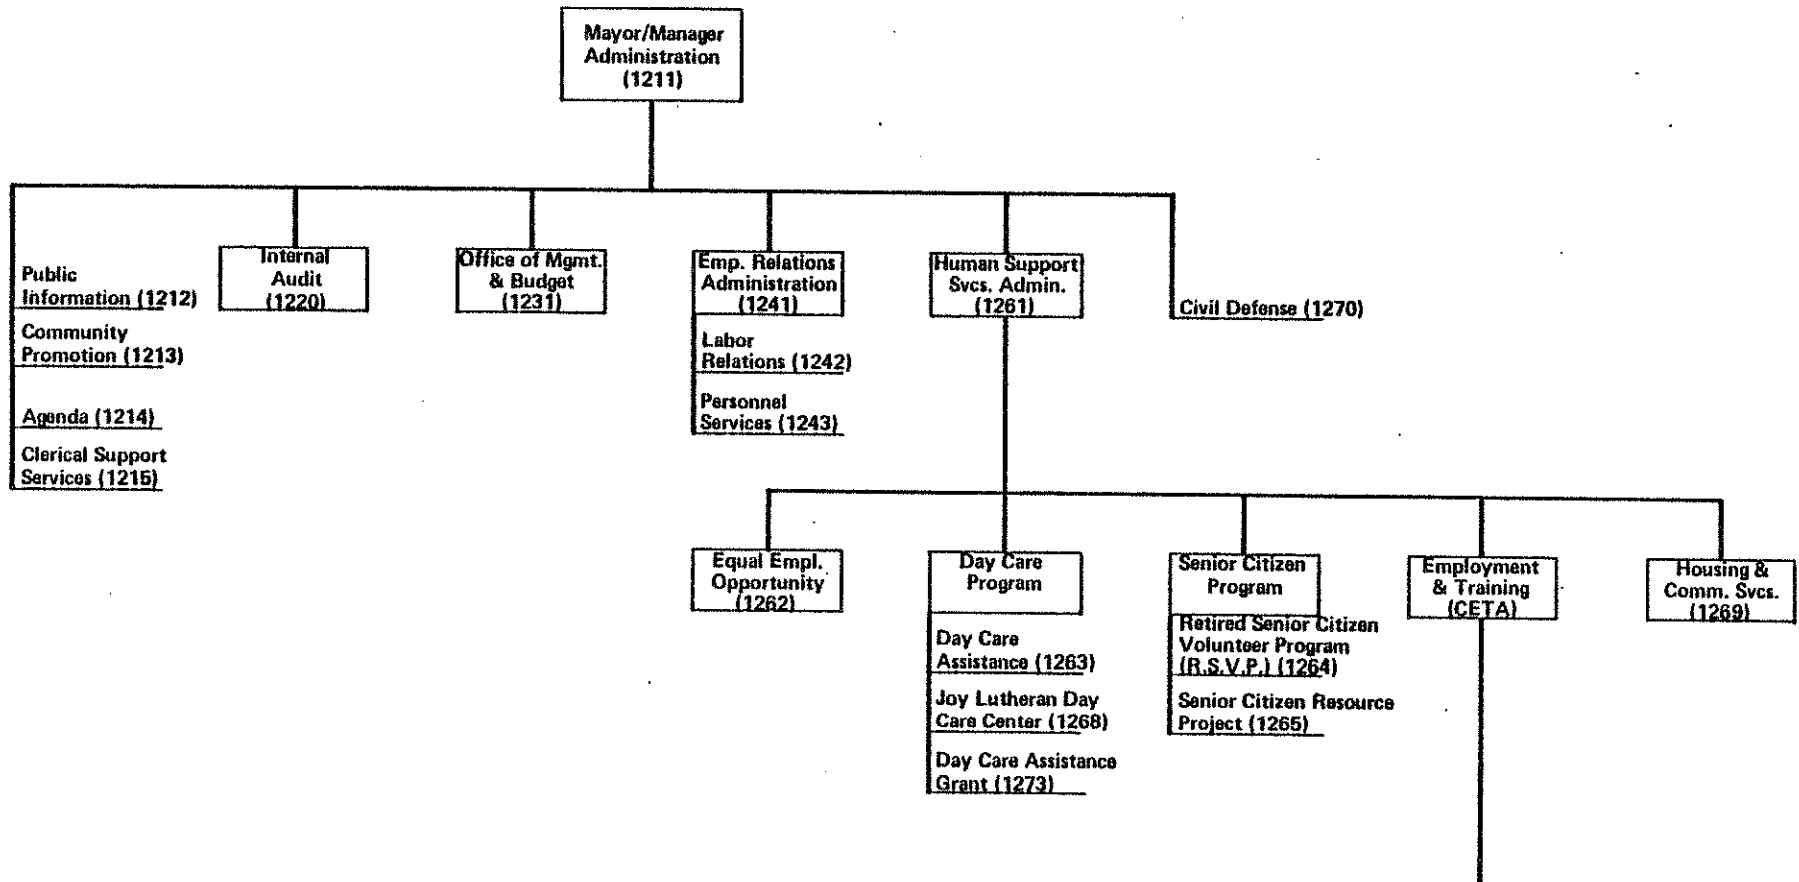 Mayor/Manager
Administration
(1211)
Public
Information (1212)
Community
Promotion (1213)
Agenda (1214)
Clerical Support
Services (1215)
Internal
Audit
(1220)
Office of Mgmt.
& Budget
(1231)
Emp. Relations
Administration
(1241)
Labor
Relations (1242)
Personnel
Services (1243)
Human Support
Svcs. Admin.
(1261)
Civil Defense (1270)
Equal Empl.
Opportunity
(1262)
Day Care
Program
Day Care
Assistance (1263)
Joy Lutheran Day
Care Center (1268)
Day Care Assistance
Grant (1273)
Senior Citizen
Program
Retired Senior Citizen
Volunteer Program
(R.S.V.P.) (1264)
Senior Citizen Resource
Project (1265)
Employment
& Training
(CETA)
Housing &
Comm. Svcs.
(1269)